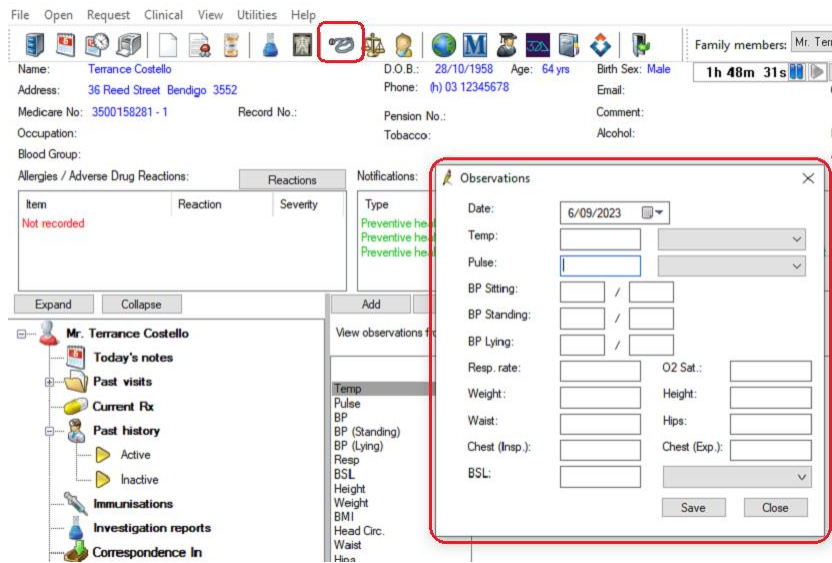 File Open Request Clinical View Utilities Help
Family members: Mr. Ter
Name: Terrance Costello D.O.B.: 28/10/1958 Age: 64 yrs Birth Sex: Male
1h 48m 31s
Address: 36 Reed Street Bendigo 3552 Phone: (h) 03 12345678 Email:
Medicare No: 3500158281 - 1 Record No.: Pension No.: Comment:
Occupation: Tobacco: Alcohol:
Blood Group:
Allergies / Adverse Drug Reactions: Reactions Notifications:
Item Reaction Severity Type
Not recorded Preventive heal
Preventive heal
Preventive heal
Expand Collapse Add
Mr. Terrance Costello
Today's notes
Past visits
Current Rx
Past history
Active
Inactive
Immunisations
Investigation reports
Correspondence In
View observations fr
Temp
Pulse
BP
BP (Standing)
BP (Lying)
Resp
BSL
Height
Weight
BMI
Head Circ.
Waist
Hips
Observations
Date: 6/09/2023
Temp:
Pulse:
BP Sitting: /
BP Standing: /
BP Lying: /
Resp. rate: O2 Sat.:
Weight: Height:
Waist: Hips:
Chest (Insp.): Chest (Exp.):
BSL:
Save Close